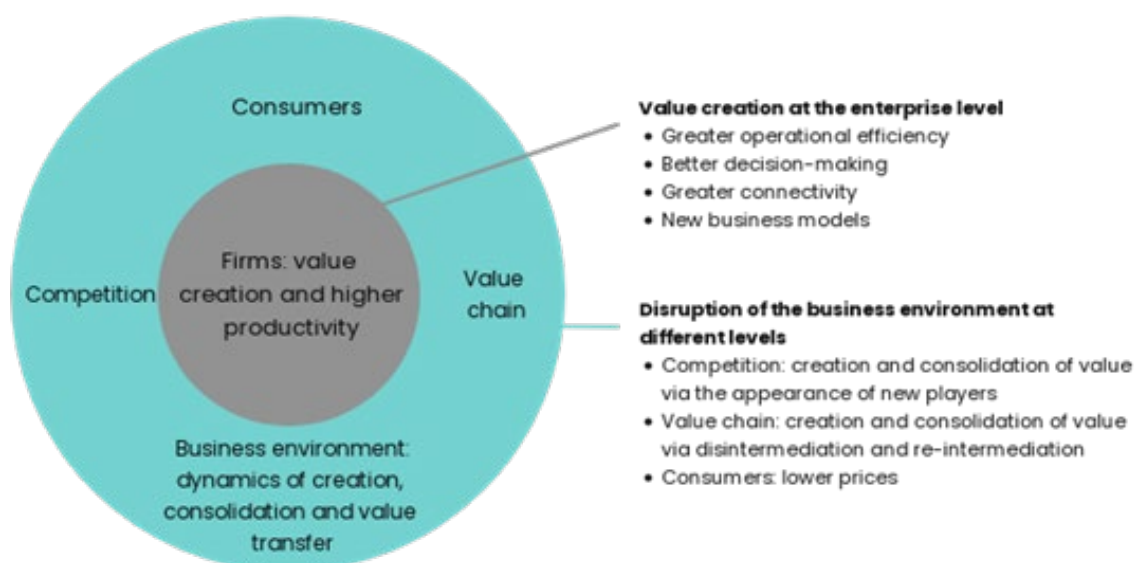 Consumers
Firms: value
creation and higher
productivity
Competition
Value
chain
Business environment:
dynamics of creation,
consolidation and value
transfer
Value creation at the enterprise level
• Greater operational efficiency
• Better decision-making
• Greater connectivity
• New business models
Disruption of the business environment at
different levels
• Competition: creation and consolidation of value
via the appearance of new players
• Value chain: creation and consolidation of value
via disintermediation and re-intermediation
• Consumers: lower prices